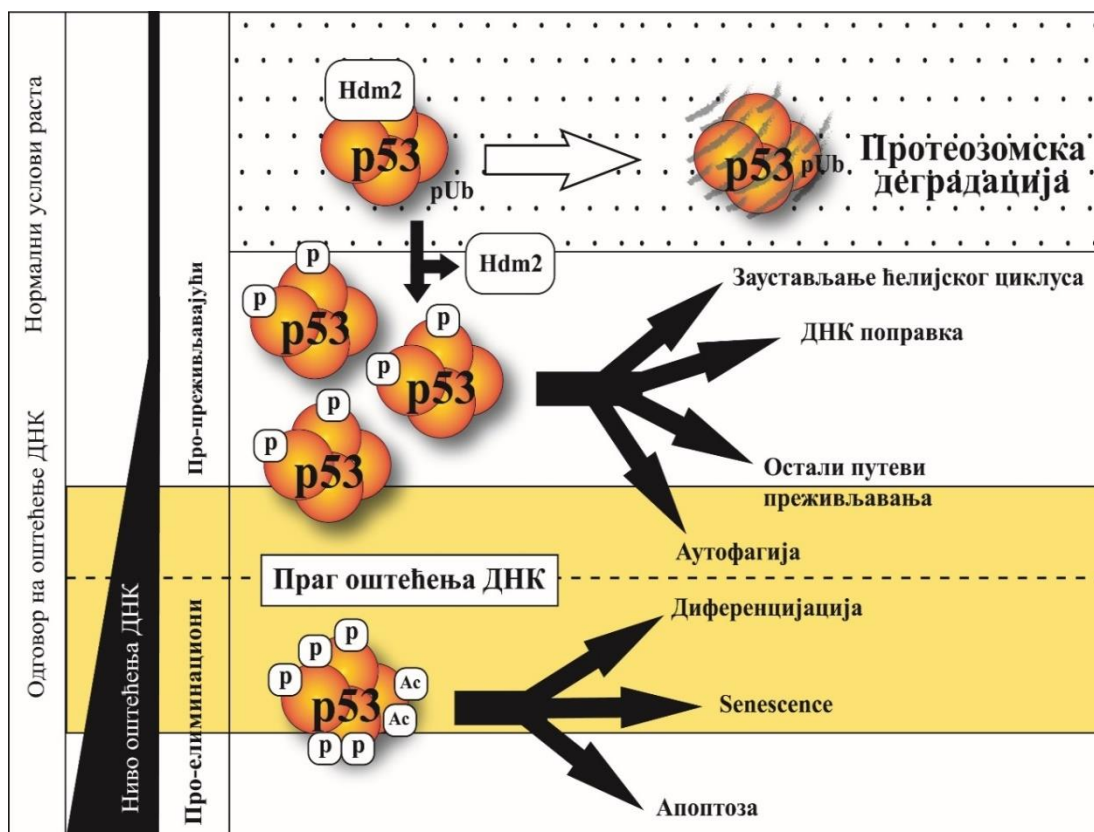 Нормални услови раста
Одговор на оштећење ДНК
Ниво оштећења ДНК
Про-преживљавајући
Про-елиминациони
Hdm2
p53
pUb
p53
pUb
Протеозомска
деградација
Hdm2
p
p
p53
p
p
p53
p
p
p53
Заустављање ћелијског циклуса
ДНК поправка
Остали путеви
преживљавања
Аутофагија
Праг оштећења ДНК
p
p
p
p53
Ac
Ac
p
p
Диференцијација
Senescence
Апоптоза